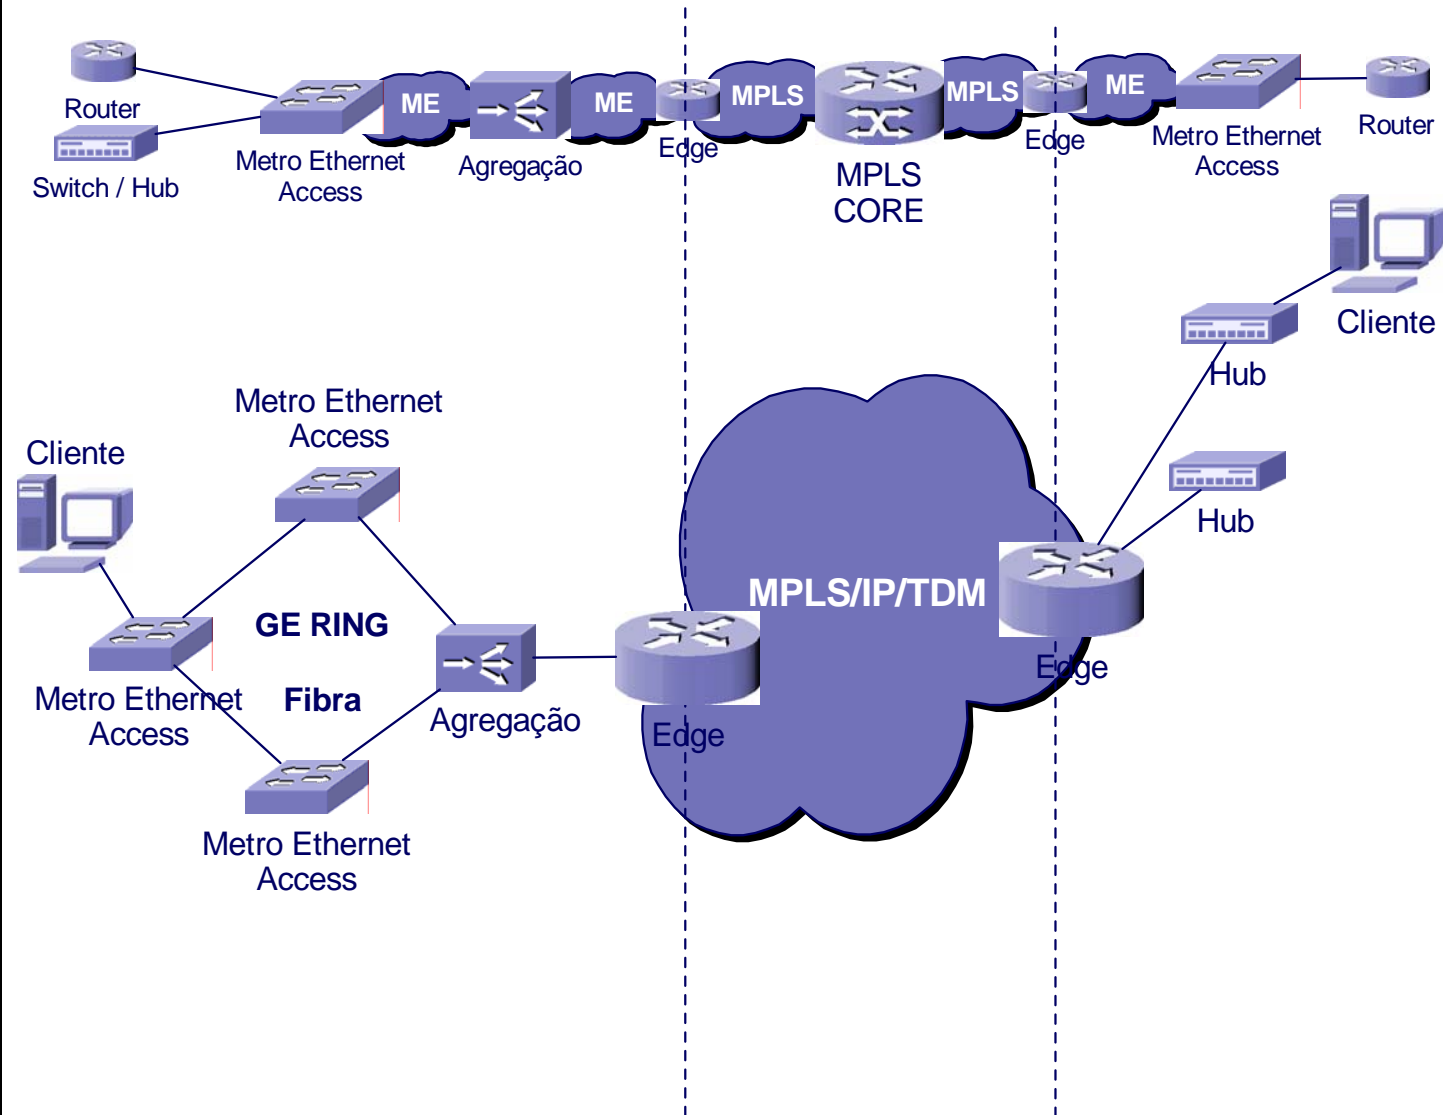 ME
ME
MPLS
MPLS
ME
Router
Switch / Hub
Metro Ethernet
Access
Agregação
Edge
MPLS
CORE
Edge
Metro Ethernet
Access
Router
Cliente
Hub
Hub
Metro Ethernet
Access
Cliente
GE RING
Fibra
Metro Ethernet
Access
Agregação
Metro Ethernet
Access
MPLS/IP/TDM
Edge
Edge